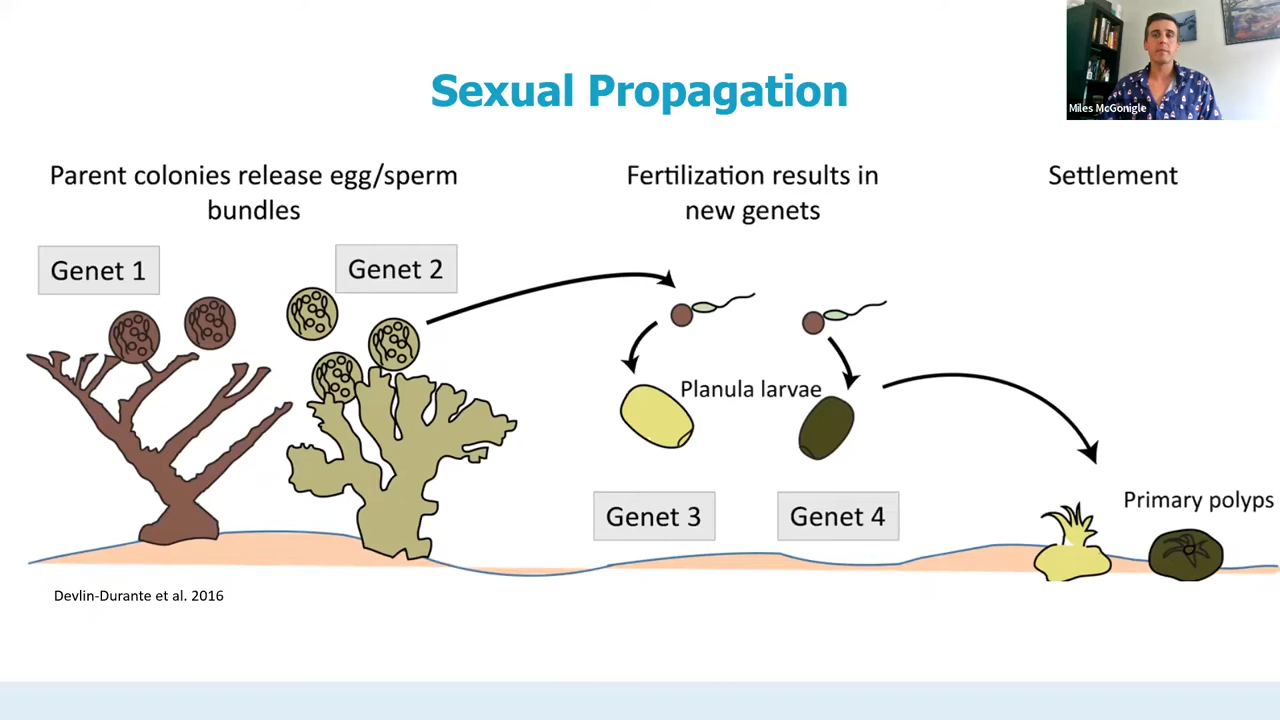 Sexual Propagation
Miles McGonigle
Parent colonies release egg/sperm
bundles
Fertilization results in
new genets
Settlement
Genet 1
Genet 2
Planula larvae
Genet 3
Genet 4
Primary polyps
Devlin-Durante et al. 2016